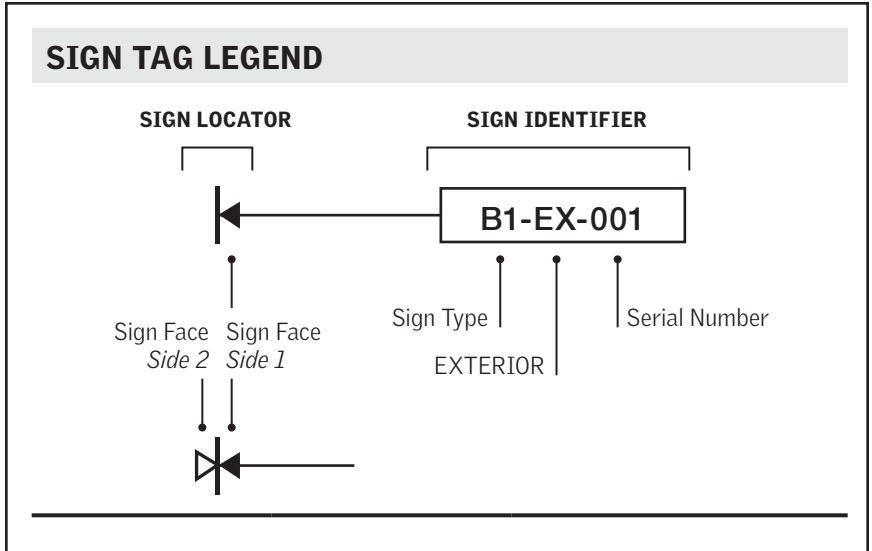 SIGN TAG LEGEND
SIGN LOCATOR
SIGN IDENTIFIER
B1-EX-001
Sign Face
Side 2
Sign Face
Side 1
Sign Type
EXTERIOR
Serial Number